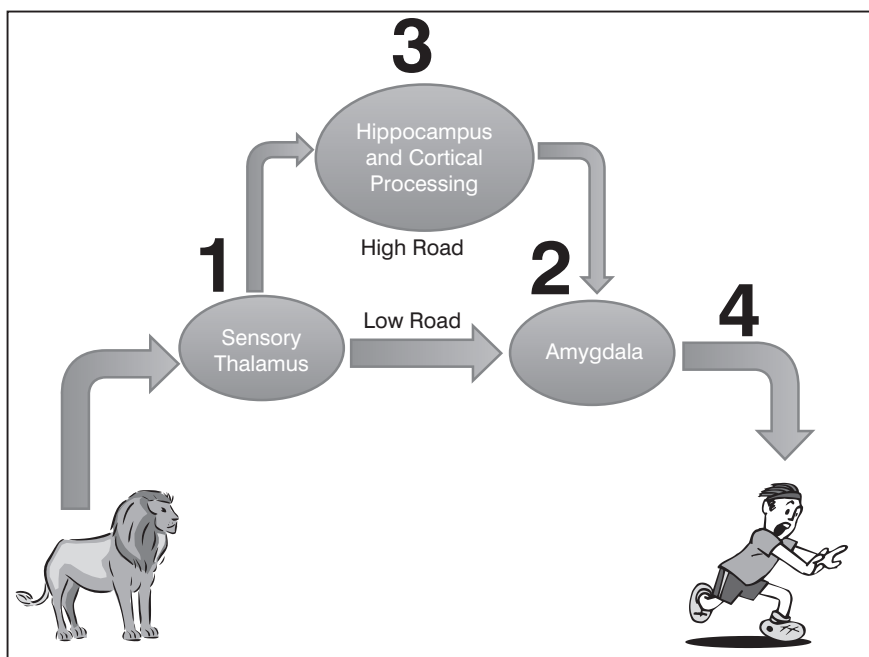 3
Hippocampus
and Cortical
Processing
High Road
1
2
Low Road
4
Sensory
Thalamus
Amygdala